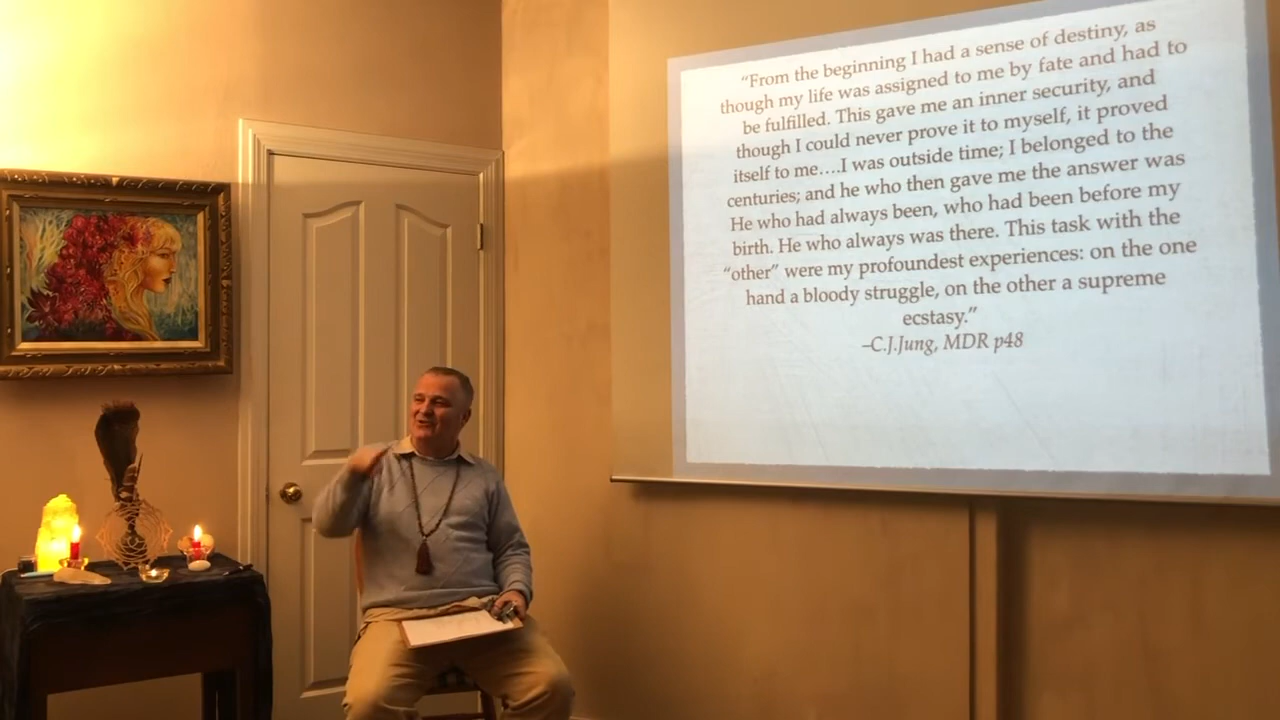 “From the beginning I had a sense of destiny, as
though my life was assigned to me by fate and had to
be fulfilled. This gave me an inner security, and
though I could never prove it to myself, it proved
itself to me….I was outside time; I belonged to the
centuries; and he who then gave me the answer was
He who had always been, who had been before my
birth. He who always was there. This task with the
“other” were my profoundest experiences: on the one
hand a bloody struggle, on the other a supreme
ecstasy.”
–C.J.Jung, MDR p48